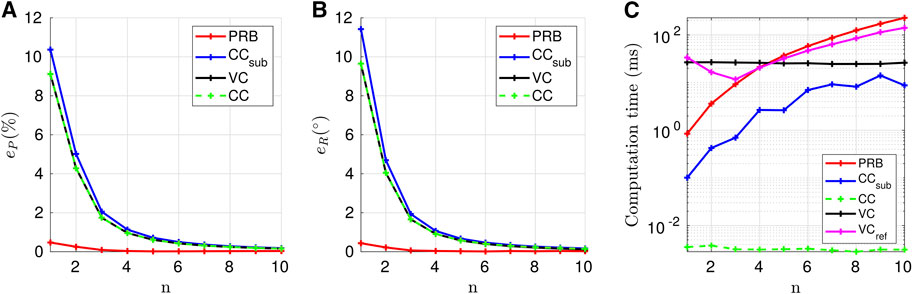 A
12
10
8
6
4
2
0
2 4 6 8 10
n
e_P(%)
PRB
CC_sub
VC
CC
B
12
10
8
6
4
2
0
2 4 6 8 10
n
e_R(°)
PRB
CC_sub
VC
CC
C
10^2
10^0
10^-2
2 4 6 8 10
n
Computation time (ms)
PRB
CC_sub
CC
VC
VC_ref